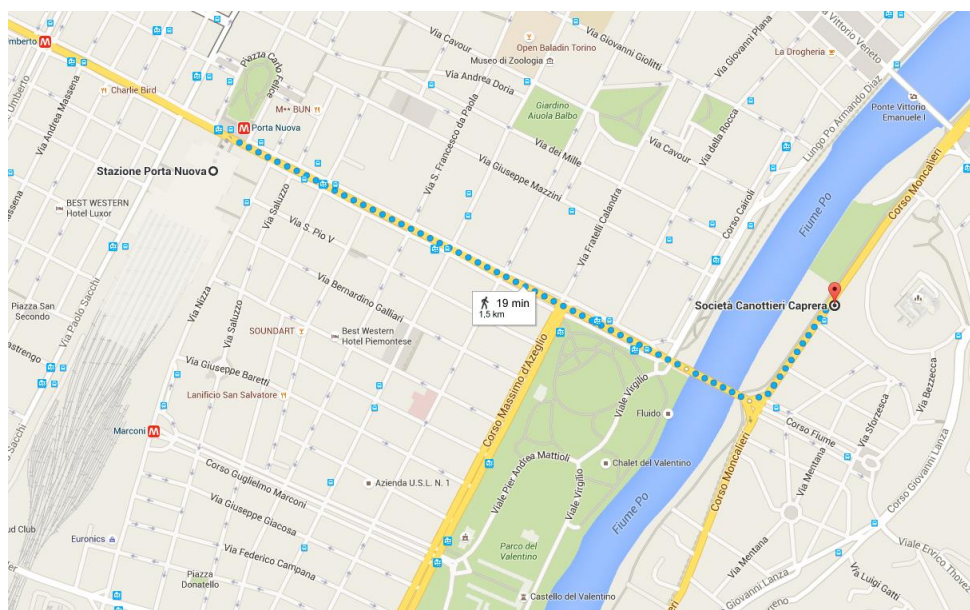 Umberto
Piazza Carlo
Felice
Via Cavour
Open Baladin Torino
Museo di Zoologia
Via Giovanni Giolitti
Via Giovanni Plana
Vittorio Veneto
La Drogheria
Via Andrea Massena
Charlie Bird
M** BUN
Porta Nuova
Via Andrea Doria
Giardino
Aiuola Balbo
Via della Rocca
Lungo Po Armando Diaz
Ponte Vittorio
Emanuele I
Stazione Porta Nuova
Via S. Francesco da Paola
Via dei Mille
Via Cavour
Via Giuseppe Mazzini
Corso Moncalieri
BEST WESTERN
Hotel Luxor
Via Saluzzo
Via S. Pio V
Via Fratelli Calandra
Corso Cairoli
Fiume Po
Piazza San
Secondo
Via Paolo Sacchi
Via Nizza
Via Saluzzo
Via Bernardino Galliari
19 min
1,5 km
Società Canottieri Caprera
SOUNDART
Best Western
Hotel Piemontese
Via Giuseppe Baretti
Lanificio San Salvatore
Corso Massimo d'Azeglio
Viale Virgilio
Fluido
Via Bezzecca
Via Sforzesca
Corso Fiume
Marconi
Corso Guglielmo Marconi
Azienda U.S.L. N. 1
Viale Pier Andrea Mattioli
Chalet del Valentino
Viale Virgilio
Corso Moncalieri
Via Mentana
Corso Giovanni Lanza
Via Giuseppe Giacosa
Fiume Po
Euronics
Via Federico Campana
Parco del
Valentino
Via Mentana
Viale Enrico Thovez
Piazza
Donatello
Castello del Valentino
Giovanni Lanza
Via Luigi Gatti